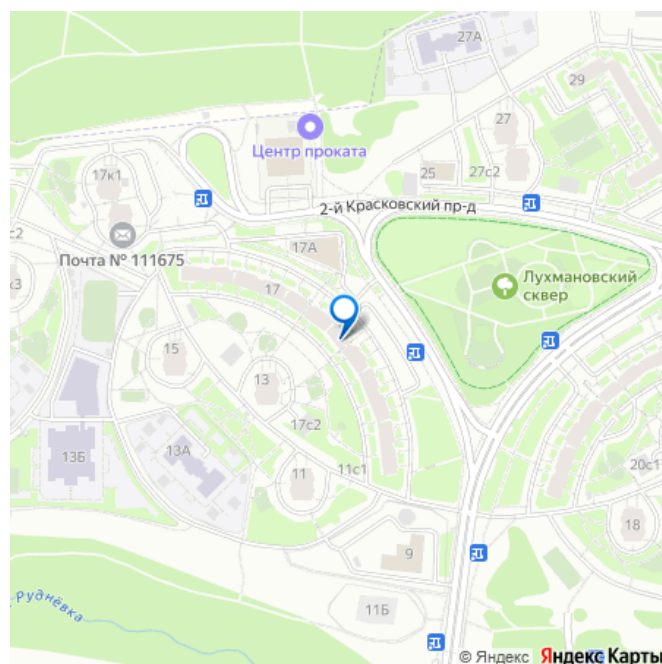 27А
29
Центр проката
27
25
27с2
17к1
2-й Красковский пр-д
с2
17А
Почта № 111675
Лухмановский
сквер
к3
17
15
13
17с2
13А
13Б
11с1
20с1
11
18
9
Руднёвка
11Б
© Яндекс Яндекс Карты